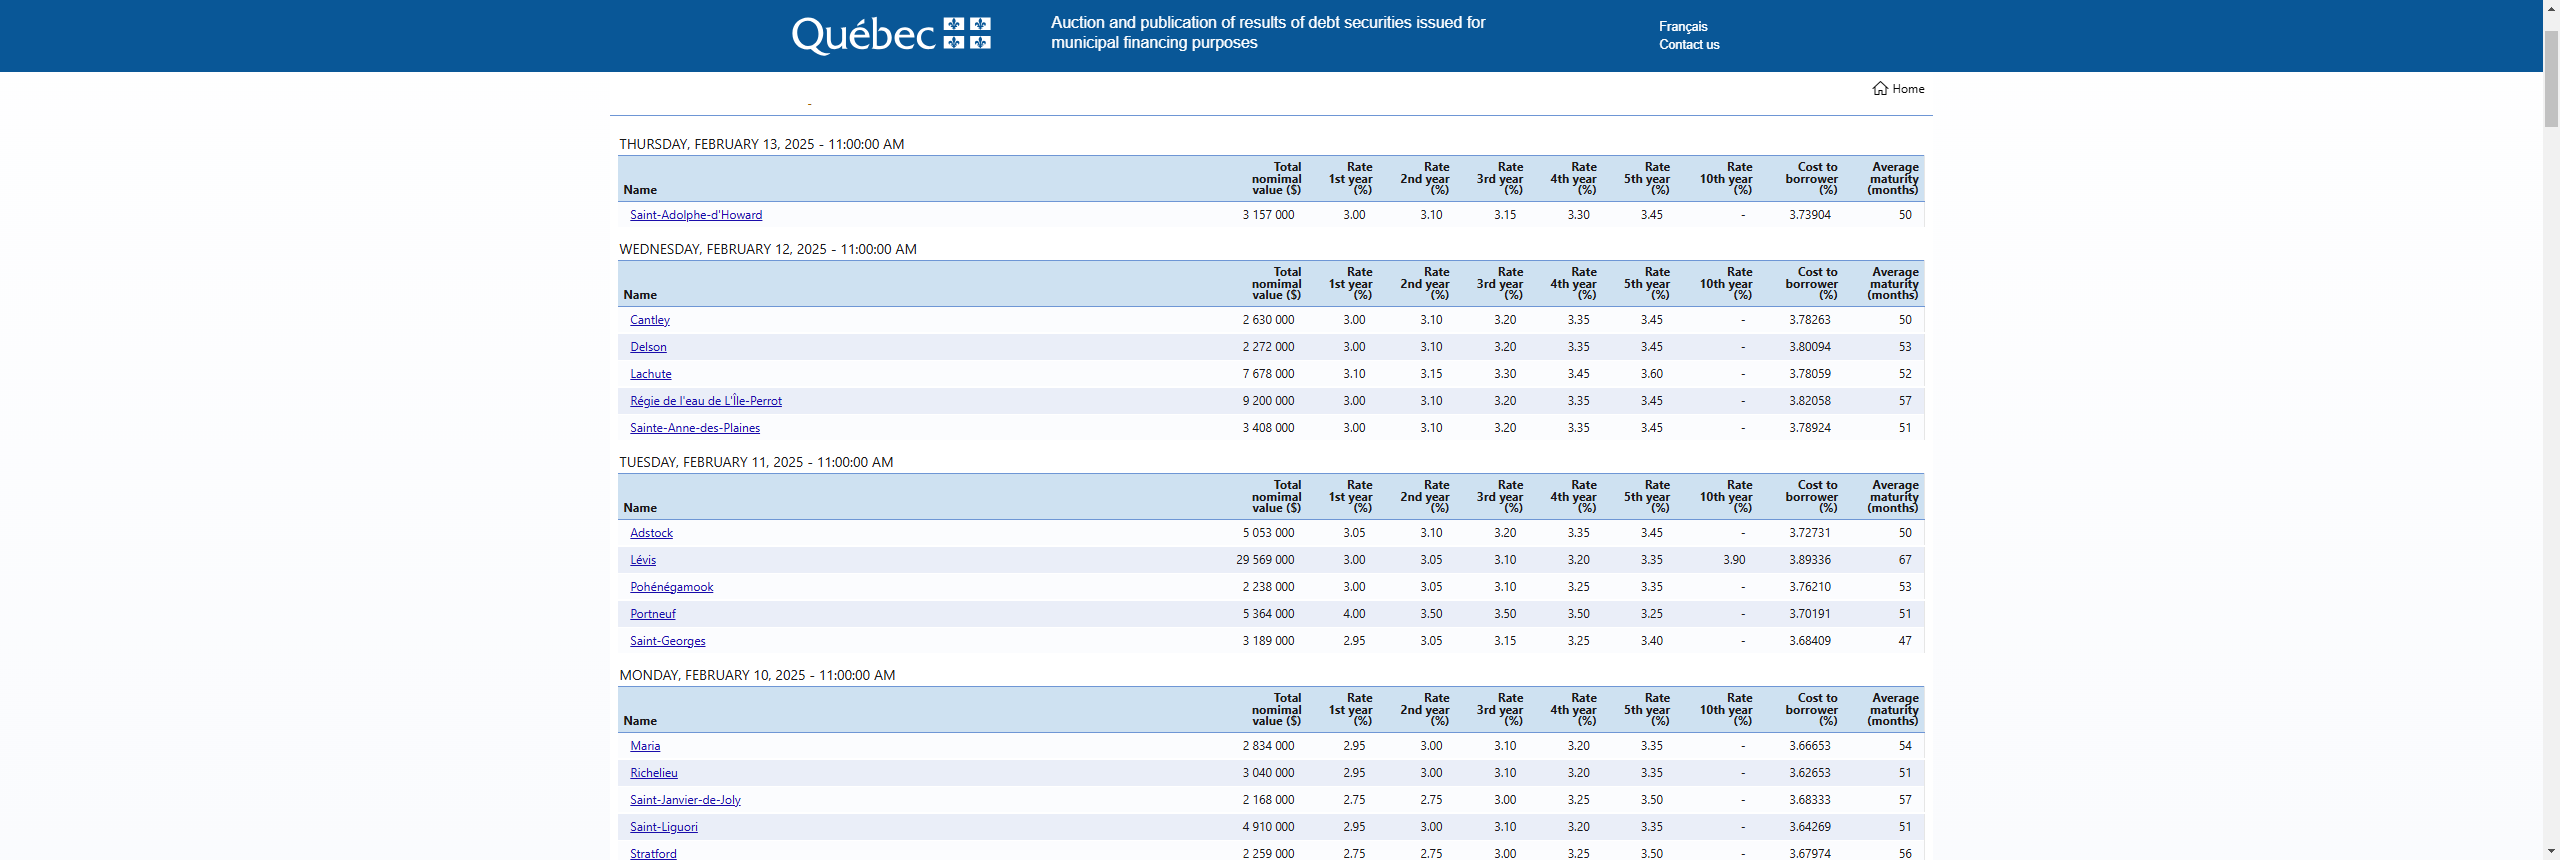 Québec
Auction and publication of results of debt securities issued for
municipal financing purposes
Français
Contact us
Home
-
THURSDAY, FEBRUARY 13, 2025 - 11:00:00 AM
Name Total nomimal value ($) Rate 1st year (%) Rate 2nd year (%) Rate 3rd year (%) Rate 4th year (%) Rate 5th year (%) Rate 10th year (%) Cost to borrower (%) Average maturity (months)
Saint-Adolphe-d'Howard 3 157 000 3.00 3.10 3.15 3.30 3.45 - 3.73904 50
WEDNESDAY, FEBRUARY 12, 2025 - 11:00:00 AM
Name Total nomimal value ($) Rate 1st year (%) Rate 2nd year (%) Rate 3rd year (%) Rate 4th year (%) Rate 5th year (%) Rate 10th year (%) Cost to borrower (%) Average maturity (months)
Cantley 2 630 000 3.00 3.10 3.20 3.35 3.45 - 3.78263 50
Delson 2 272 000 3.00 3.10 3.20 3.35 3.45 - 3.80094 53
Lachute 7 678 000 3.10 3.15 3.30 3.45 3.60 - 3.78059 52
Régie de l'eau de L'Île-Perrot 9 200 000 3.00 3.10 3.20 3.35 3.45 - 3.82058 57
Sainte-Anne-des-Plaines 3 408 000 3.00 3.10 3.20 3.35 3.45 - 3.78924 51
TUESDAY, FEBRUARY 11, 2025 - 11:00:00 AM
Name Total nomimal value ($) Rate 1st year (%) Rate 2nd year (%) Rate 3rd year (%) Rate 4th year (%) Rate 5th year (%) Rate 10th year (%) Cost to borrower (%) Average maturity (months)
Adstock 5 053 000 3.05 3.10 3.20 3.35 3.45 - 3.72731 50
Lévis 29 569 000 3.00 3.05 3.10 3.20 3.35 3.90 3.89336 67
Pohénégamook 2 238 000 3.00 3.05 3.10 3.25 3.35 - 3.76210 53
Portneuf 5 364 000 4.00 3.50 3.50 3.50 3.25 - 3.70191 51
Saint-Georges 3 189 000 2.95 3.05 3.15 3.25 3.40 - 3.68409 47
MONDAY, FEBRUARY 10, 2025 - 11:00:00 AM
Name Total nomimal value ($) Rate 1st year (%) Rate 2nd year (%) Rate 3rd year (%) Rate 4th year (%) Rate 5th year (%) Rate 10th year (%) Cost to borrower (%) Average maturity (months)
Maria 2 834 000 2.95 3.00 3.10 3.20 3.35 - 3.66653 54
Richelieu 3 040 000 2.95 3.00 3.10 3.20 3.35 - 3.62653 51
Saint-Janvier-de-Joly 2 168 000 2.75 2.75 3.00 3.25 3.50 - 3.68333 57
Saint-Liguori 4 910 000 2.95 3.00 3.10 3.20 3.35 - 3.64269 51
Stratford 2 259 000 2.75 2.75 3.00 3.25 3.50 - 3.67974 56